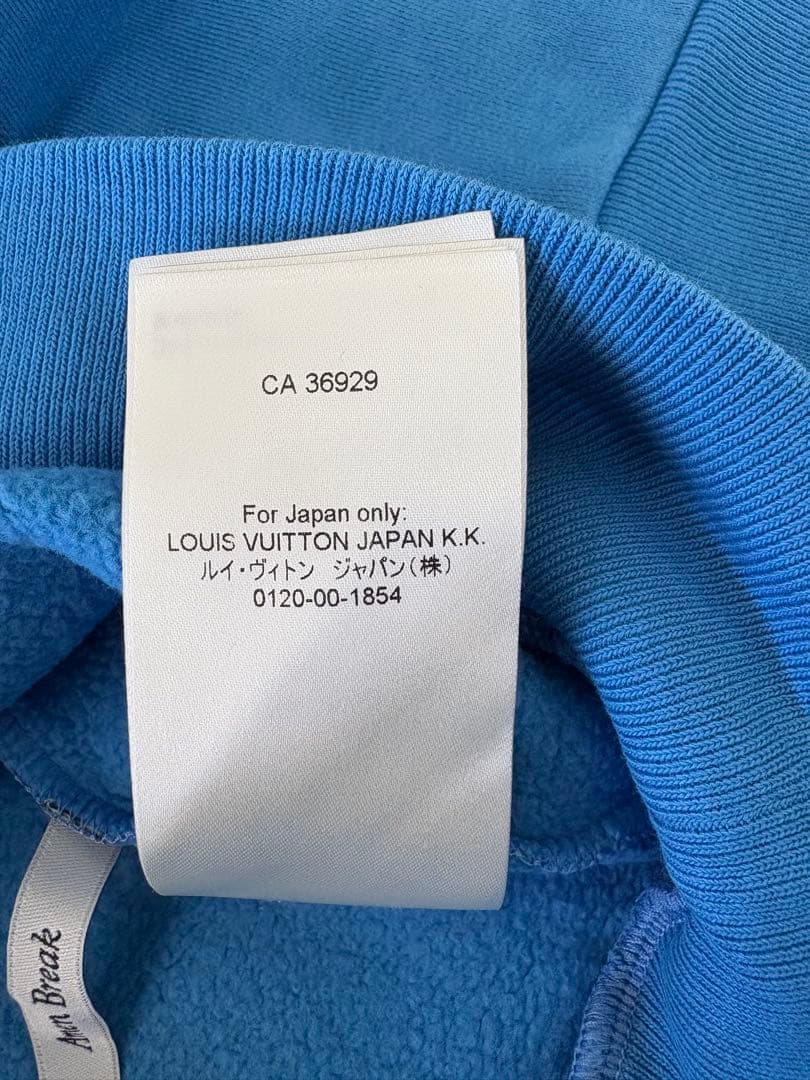 CA 36929
For Japan only:
LOUIS VUITTON JAPAN K.K.
ルイ・ヴィトン ジャパン(株)
0120-00-1854
Break